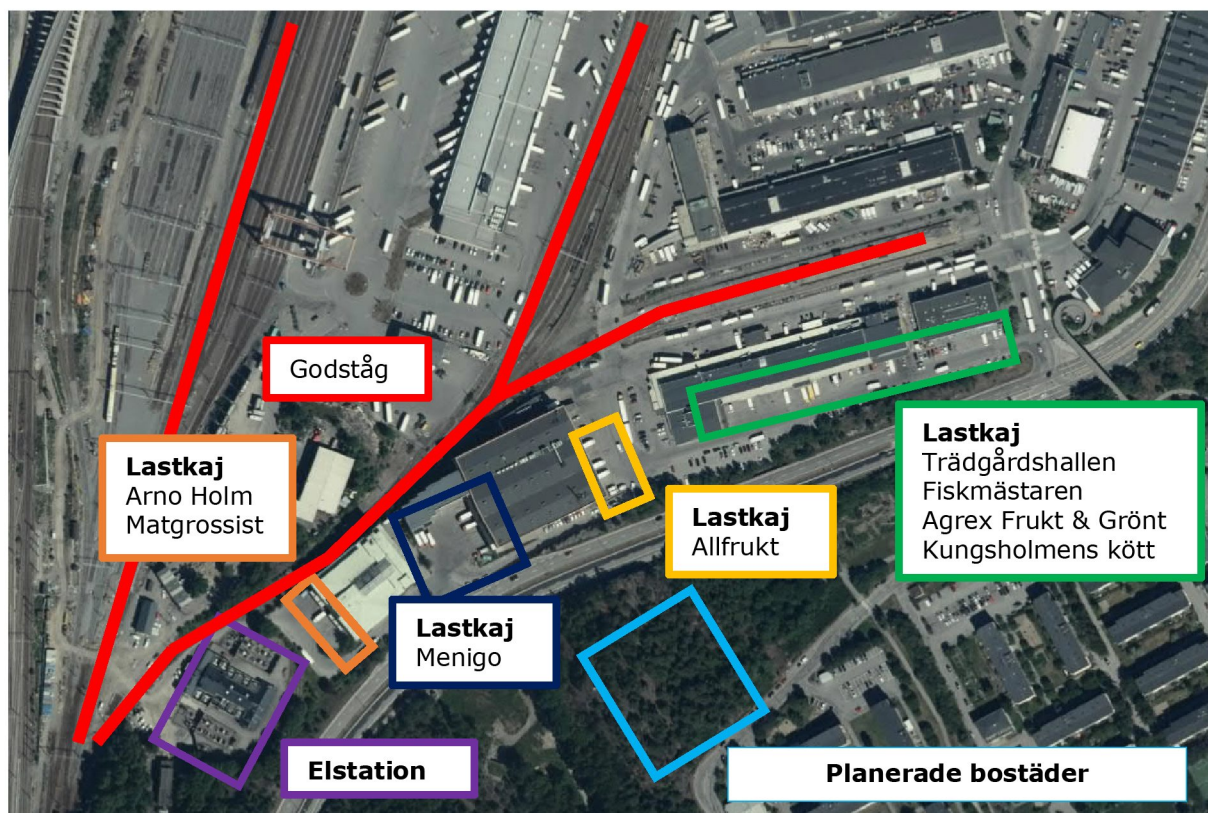 Godståg
Lastkaj
Arno Holm
Matgrossist
Lastkaj
Trädgårdshallen
Fiskmästaren
Agrex Frukt & Grönt
Kungsholmens kött
Lastkaj
Allfrukt
Lastkaj
Menigo
Elstation
Planerade bostäder